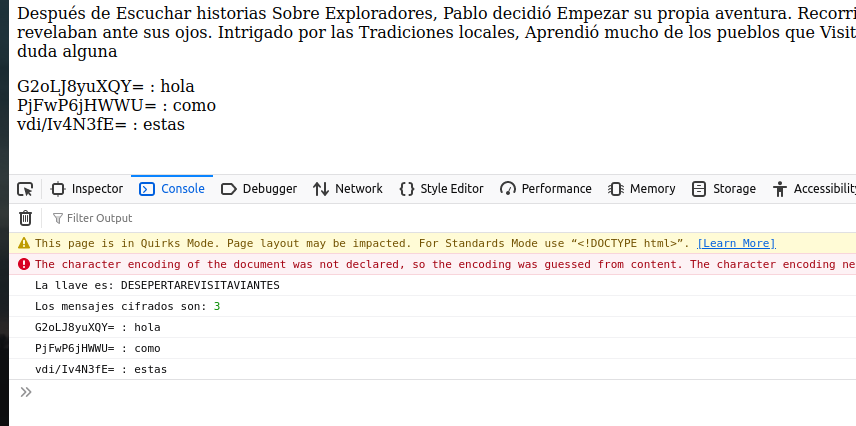 Después de Escuchar historias Sobre Exploradores, Pablo decidió Empezar su propia aventura.
revelaban ante sus ojos. Intrigado por las Tradiciones locales, Aprendió mucho de los pueblos que
duda alguna
G2oLJ8yuXQY= : hola
PjFwP6jHWWU= : como
vdi/Iv4N3fE= : estas
Inspector Console Debugger Network Style Editor Performance Memory Storage Accessibility
Filter Output
This page is in Quirks Mode. Page layout may be impacted. For Standards Mode use “<!DOCTYPE html>”. [Learn More]
The character encoding of the document was not declared, so the encoding was guessed from content. The character encoding
La llave es: DESEPERTAREVISITAVIANTES
Los mensajes cifrados son: 3
G2oLJ8yuXQY= : hola
PjFwP6jHWWU= : como
vdi/Iv4N3fE= : estas